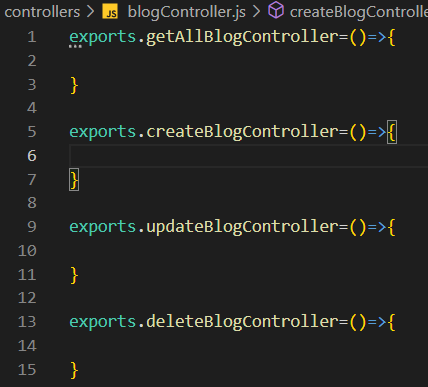 controllers > JS blogController.js > createBlogControlle
1 exports.getAllBlogController=()=>{
2
3 }
4
5 exports.createBlogController=()=>{
6
7 }
8
9 exports.updateBlogController=()=>{
10
11 }
12
13 exports.deleteBlogController=()=>{
14
15 }